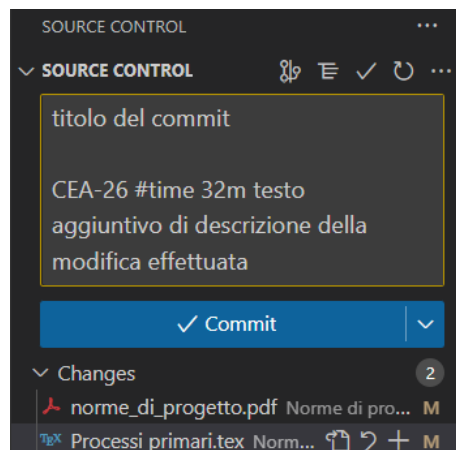 SOURCE CONTROL
SOURCE CONTROL
titolo del commit
CEA-26 #time 32m testo
aggiuntivo di descrizione della
modifica effettuata
Commit
Changes 2
norme_di_progetto.pdf Norme di pro... M
TEX Processi primari.tex Norm... M